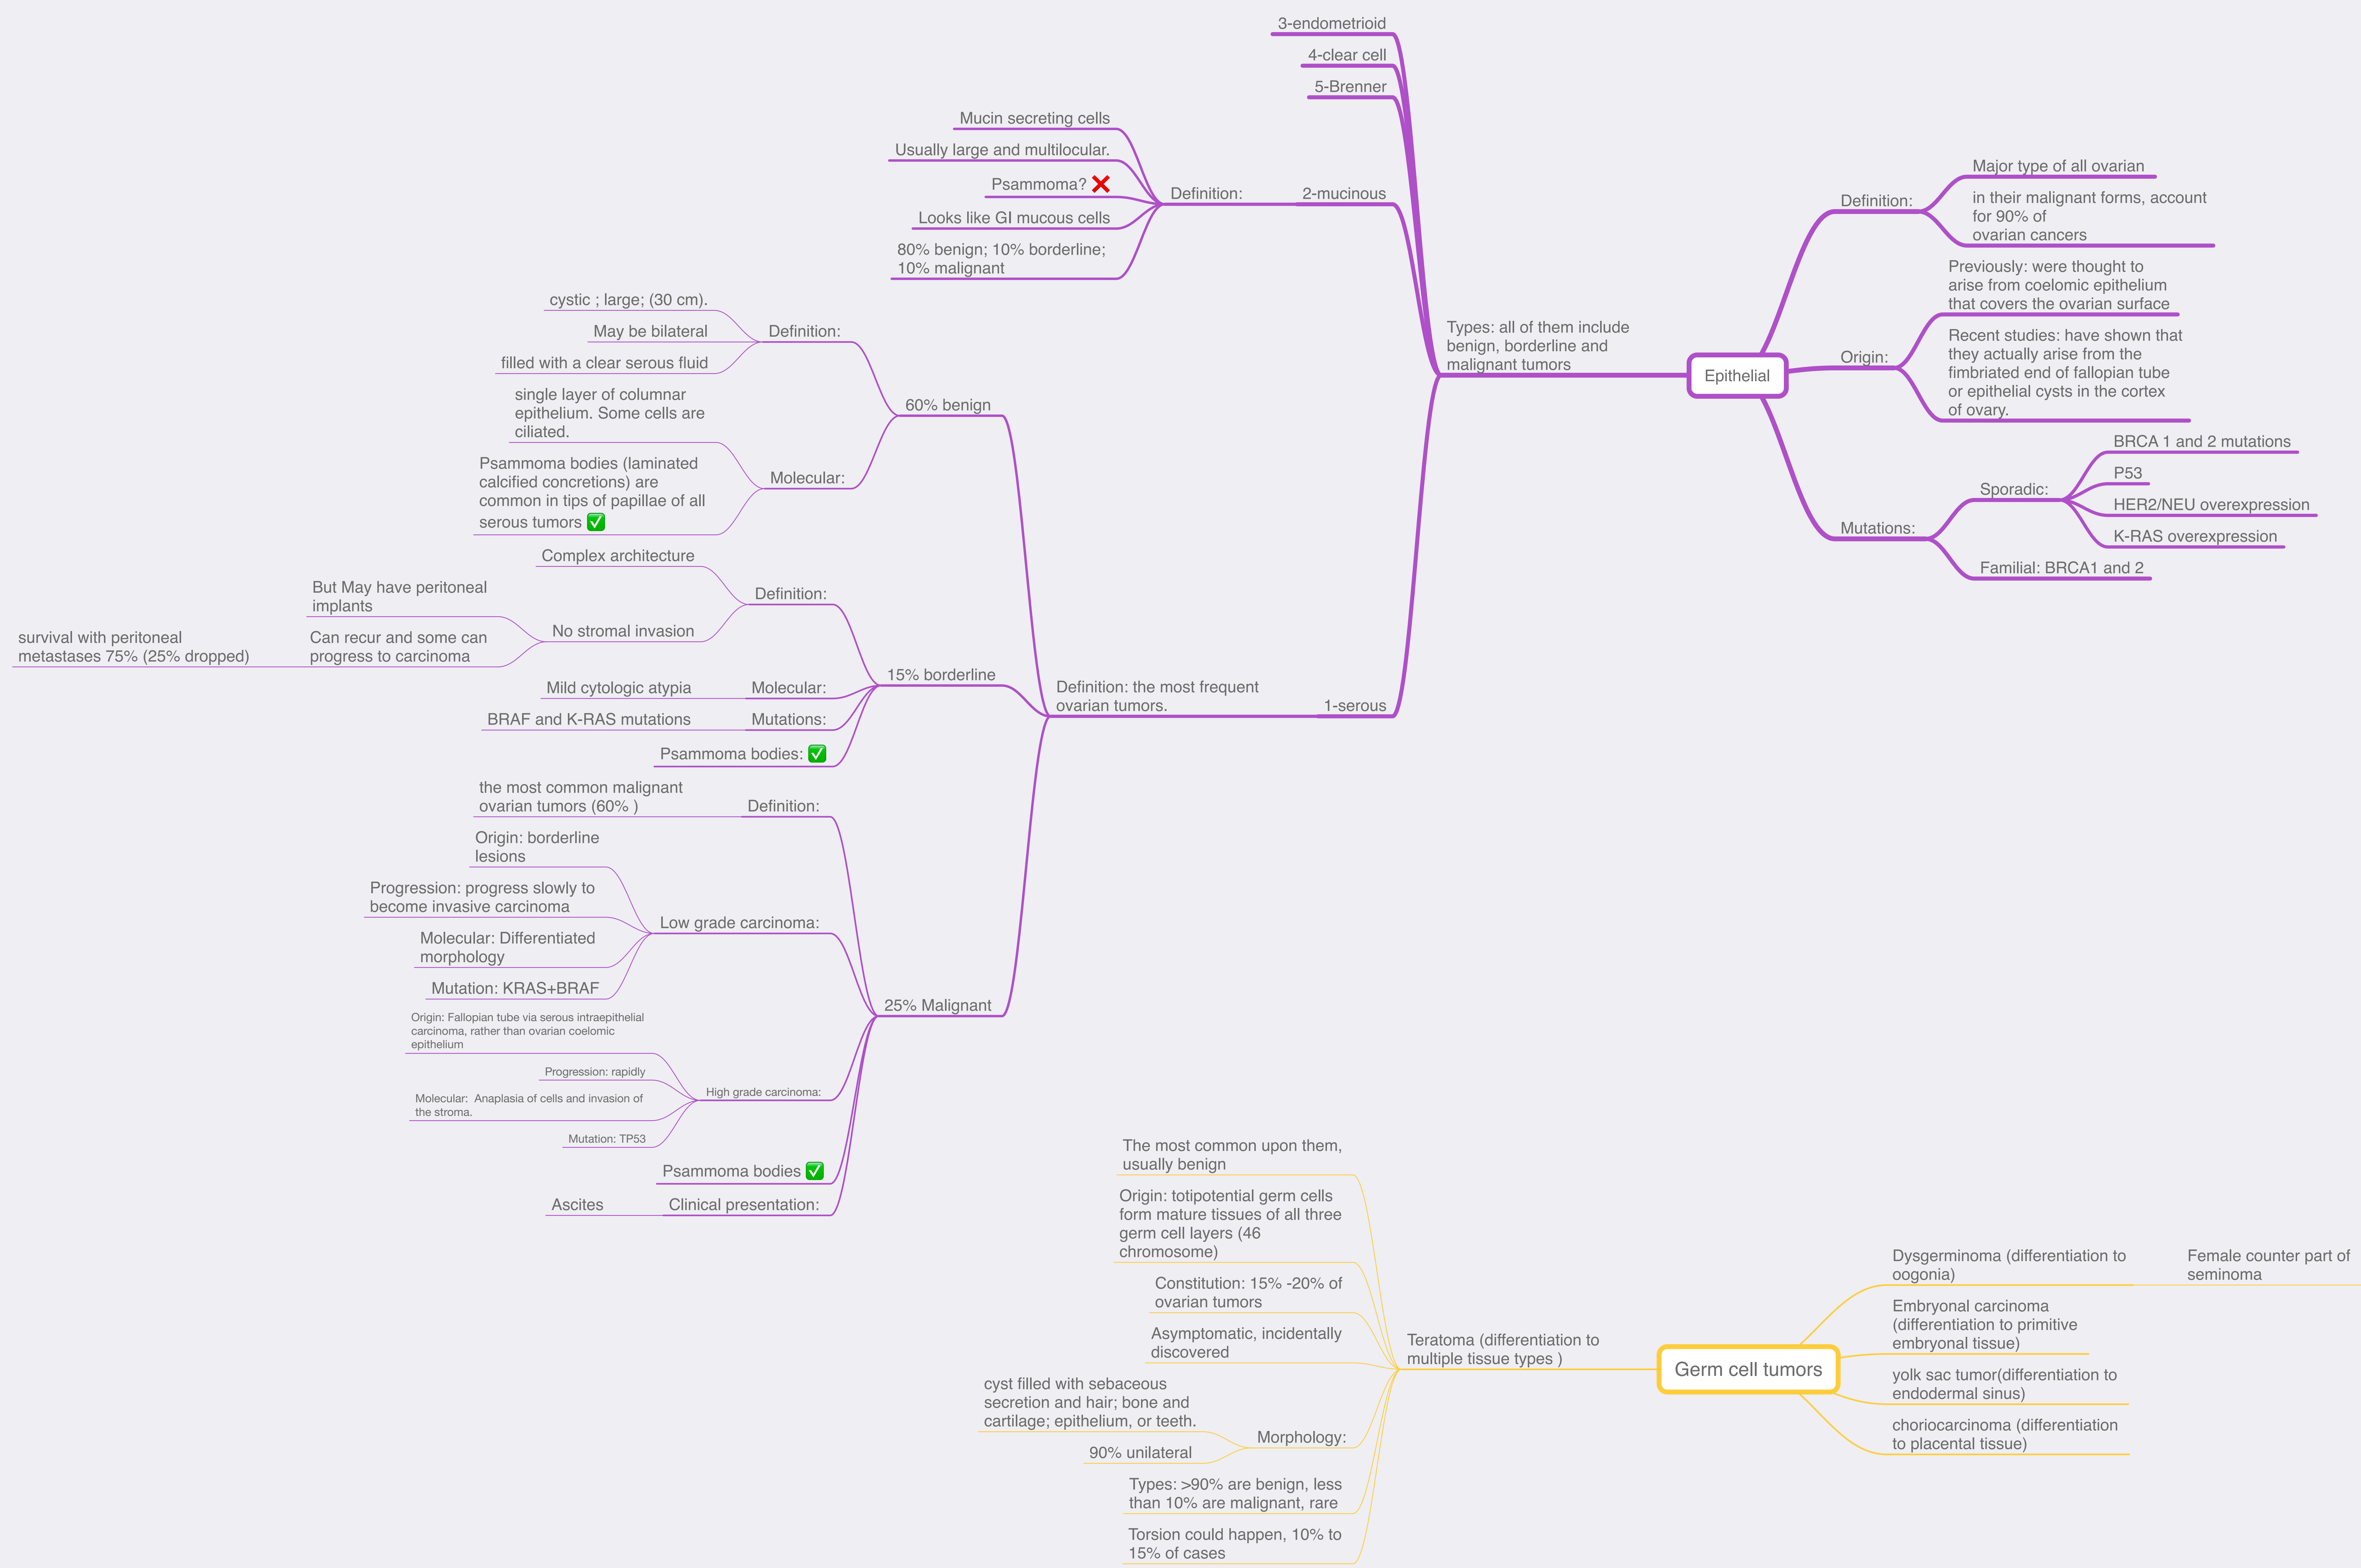 3-endometrioid
4-clear cell
5-Brenner
Mucin secreting cells
Usually large and multilocular.
Psammoma? ❌
Looks like GI mucous cells
80% benign; 10% borderline;
10% malignant
Definition:
2-mucinous
cystic ; large; (30 cm).
May be bilateral
filled with a clear serous fluid
Definition:
single layer of columnar
epithelium. Some cells are
ciliated.
Psammoma bodies (laminated
calcified concretions) are
common in tips of papillae of all
serous tumors ✅
Molecular:
60% benign
Complex architecture
But May have peritoneal
implants
survival with peritoneal
metastases 75% (25% dropped)
Can recur and some can
progress to carcinoma
No stromal invasion
Definition:
Mild cytologic atypia
Molecular:
BRAF and K-RAS mutations
Mutations:
Psammoma bodies: ✅
15% borderline
the most common malignant
ovarian tumors (60% )
Definition:
Origin: borderline
lesions
Progression: progress slowly to
become invasive carcinoma
Molecular: Differentiated
morphology
Mutation: KRAS+BRAF
Low grade carcinoma:
Origin: Fallopian tube via serous intraepithelial
carcinoma, rather than ovarian coelomic
epithelium
Progression: rapidly
Molecular:  Anaplasia of cells and invasion of
the stroma.
Mutation: TP53
High grade carcinoma:
Psammoma bodies ✅
Ascites
Clinical presentation:
25% Malignant
Definition: the most frequent
ovarian tumors.
1-serous
Types: all of them include
benign, borderline and
malignant tumors
Epithelial
Definition:
Major type of all ovarian
in their malignant forms, account
for 90% of
ovarian cancers
Origin:
Previously: were thought to
arise from coelomic epithelium
that covers the ovarian surface
Recent studies: have shown that
they actually arise from the
fimbriated end of fallopian tube
or epithelial cysts in the cortex
of ovary.
Mutations:
Sporadic:
BRCA 1 and 2 mutations
P53
HER2/NEU overexpression
K-RAS overexpression
Familial: BRCA1 and 2
The most common upon them,
usually benign
Origin: totipotential germ cells
form mature tissues of all three
germ cell layers (46
chromosome)
Constitution: 15% -20% of
ovarian tumors
Asymptomatic, incidentally
discovered
cyst filled with sebaceous
secretion and hair; bone and
cartilage; epithelium, or teeth.
90% unilateral
Morphology:
Types: >90% are benign, less
than 10% are malignant, rare
Torsion could happen, 10% to
15% of cases
Teratoma (differentiation to
multiple tissue types )
Germ cell tumors
Dysgerminoma (differentiation to
oogonia)
Female counter part of
seminoma
Embryonal carcinoma
(differentiation to primitive
embryonal tissue)
yolk sac tumor(differentiation to
endodermal sinus)
choriocarcinoma (differentiation
to placental tissue)